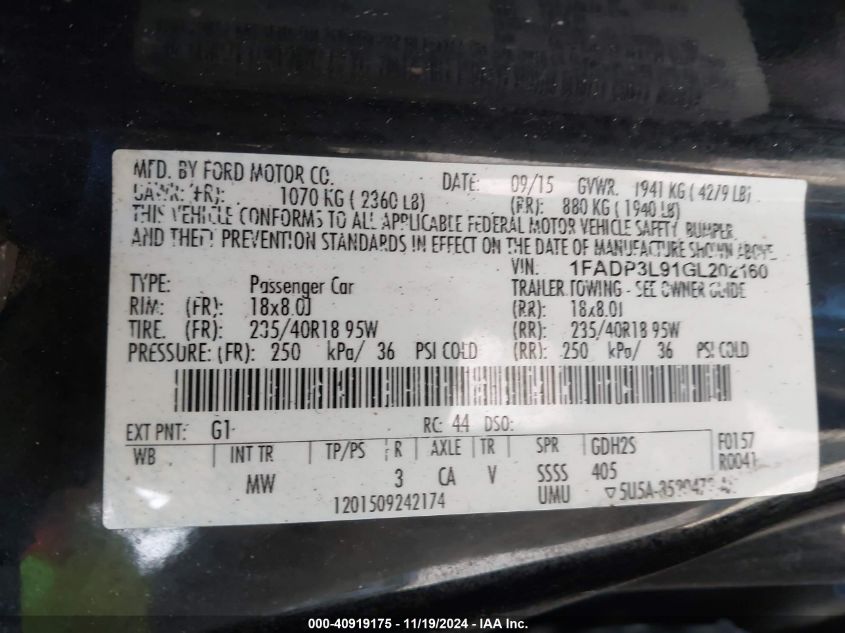 MFD. BY FORD MOTOR CO. DATE: 09/15 GVWR: 1941 KG ( 4279 LB)
GAWR: (FR): 1070 KG ( 2360 LB) (RR): 880 KG ( 1940 LB)
THIS VEHICLE CONFORMS TO ALL APPLICABLE FEDERAL MOTOR VEHICLE SAFETY, BUMPER,
AND THEFT PREVENTION STANDARDS IN EFFECT ON THE DATE OF MANUFACTURE SHOWN ABOVE.
VIN: 1FADP3L91GL202160
TYPE: Passenger Car TRAILER TOWING - SEE OWNER GUIDE
RIM: (FR): 18x8.0J (RR): 18x8.0J
TIRE. (FR): 235/40R18 95W (RR): 235/40R18 95W
PRESSURE: (FR): 250 kPa/ 36 PSI COLD (RR): 250 kPa/ 36 PSI COLD
EXT PNT: G1 RC: 44 DSO: F0157
WB INT TR TP/PS R AXLE TR SPR GDH2S R0041
MW 3 CA V SSSS 405
1201509242174 UMU ▽5U5A-
000-40919175 - 11/19/2024 - IAA Inc.